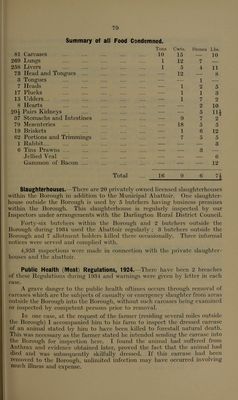 79
Summary of all Food Condemned.
Tons Cwts. Stones Lbs.
81 Carcases 10 15 — 10
269 Lungs 1 12 7 —
258 Livers 1 5 4 11
73 Head and Tongues — 12 — 8
3 Tongues — — 1 —
7 Heads — 1 2 5
17 Plucks — 1 1 3
13 Udders — 1 7 2
8 Hearts — — 2 10
10½ Pairs Kidneys — — 1 11½
37 Stomachs and Intestines — 9 7 2
79 Mesenteries — 18 5 3
19 Briskets — 1 6 12
62 Portions and Trimmings — 7 5 5
1 Rabbit — — — 3
6 Tins Prawns — — 3 —
Jellied Veal — — — 6
Gammon of Bacon — — — 12
Total 16 9 6 7½
Slaughterhouses.—There are 20 privately owned licensed slaughterhouses
within the Borough in addition to the Municipal Abattoir. One slaughter-
house outside the Borough is used by 5 butchers having business premises
within the Borough. This slaughterhouse is regularly inspected by our
Inspectors under arrangements with the Darlington Rural District Council.
Forty-six butchers within the Borough and 2 butchers outside the
Borough during 1934 used the Abattoir regularly; 3 butchers outside the
Borough and 7 allotment holders killed there occasionally. Three informal
notices were served and complied with.
4,953 inspections were made in connection with the private slaughter-
houses and the abattoir.
Public Health (Meat) Regulations, 1924.—There have been 2 breaches
of these Regulations during 1934 and warnings were given by letter in each
case.
A grave danger to the public health ofttimes occurs through removal of
carcases which are the subjects of casualty or emergency slaughter from areas
outside the Borough into the Borough, without such carcases being examined
or inspected by competent persons prior to removal.
In one case, at the request of the farmer (residing several miles outside
the Borough) I accompanied him to his farm to inspect the dressed carcase
of an animal stated by him to have been killed to forestall natural death.
This was necessary as the farmer stated he intended sending the carcase into
the Borough for inspection here. I found the animal had suffered from
Anthrax and evidence obtained later, proved the fact that the animal had
died and was subsequently skilfully dressed. If this carcase had been
removed to the Borough, unlimited infection may have occurred involving
much illness and expense.